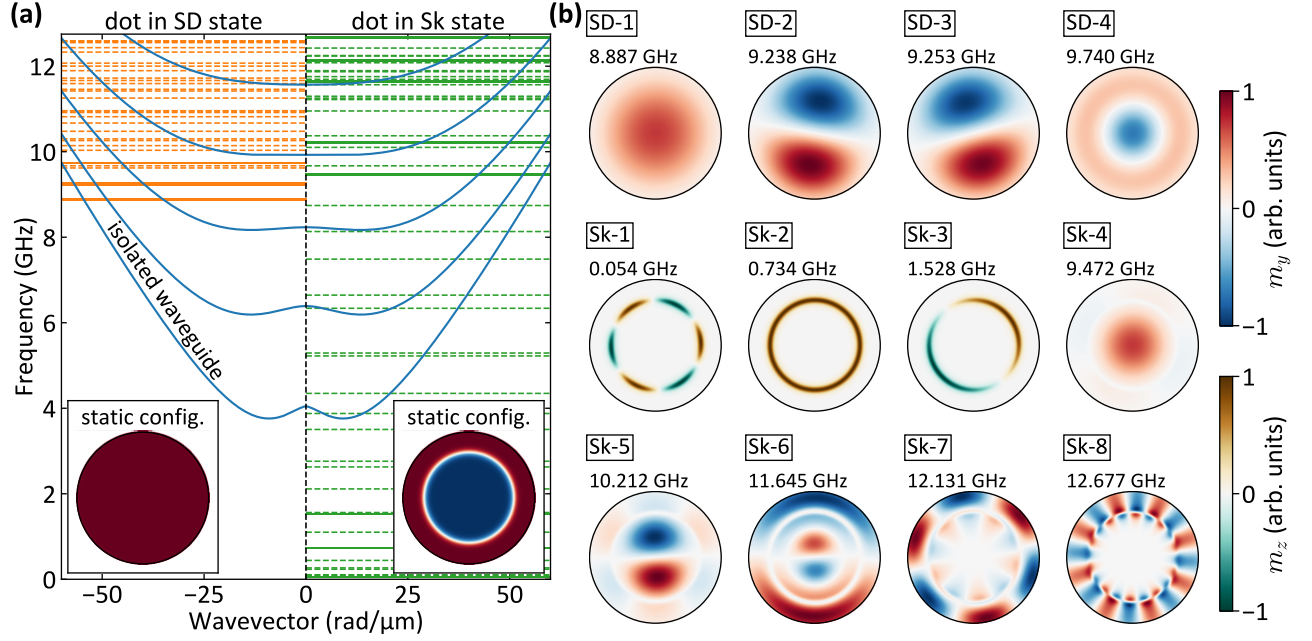 (a)
dot in SD state
dot in Sk state
Frequency (GHz)
12
10
8
6
4
2
0
isolated waveguide
static config.
static config.
−50
−25
0
25
50
Wavevector (rad/µm)
(b)
SD-1
SD-2
SD-3
SD-4
8.887 GHz
9.238 GHz
9.253 GHz
9.740 GHz
Sk-1
Sk-2
Sk-3
Sk-4
0.054 GHz
0.734 GHz
1.528 GHz
9.472 GHz
Sk-5
Sk-6
Sk-7
Sk-8
10.212 GHz
11.645 GHz
12.131 GHz
12.677 GHz
1
0
−1
m_y (arb. units)
1
0
−1
m_z (arb. units)